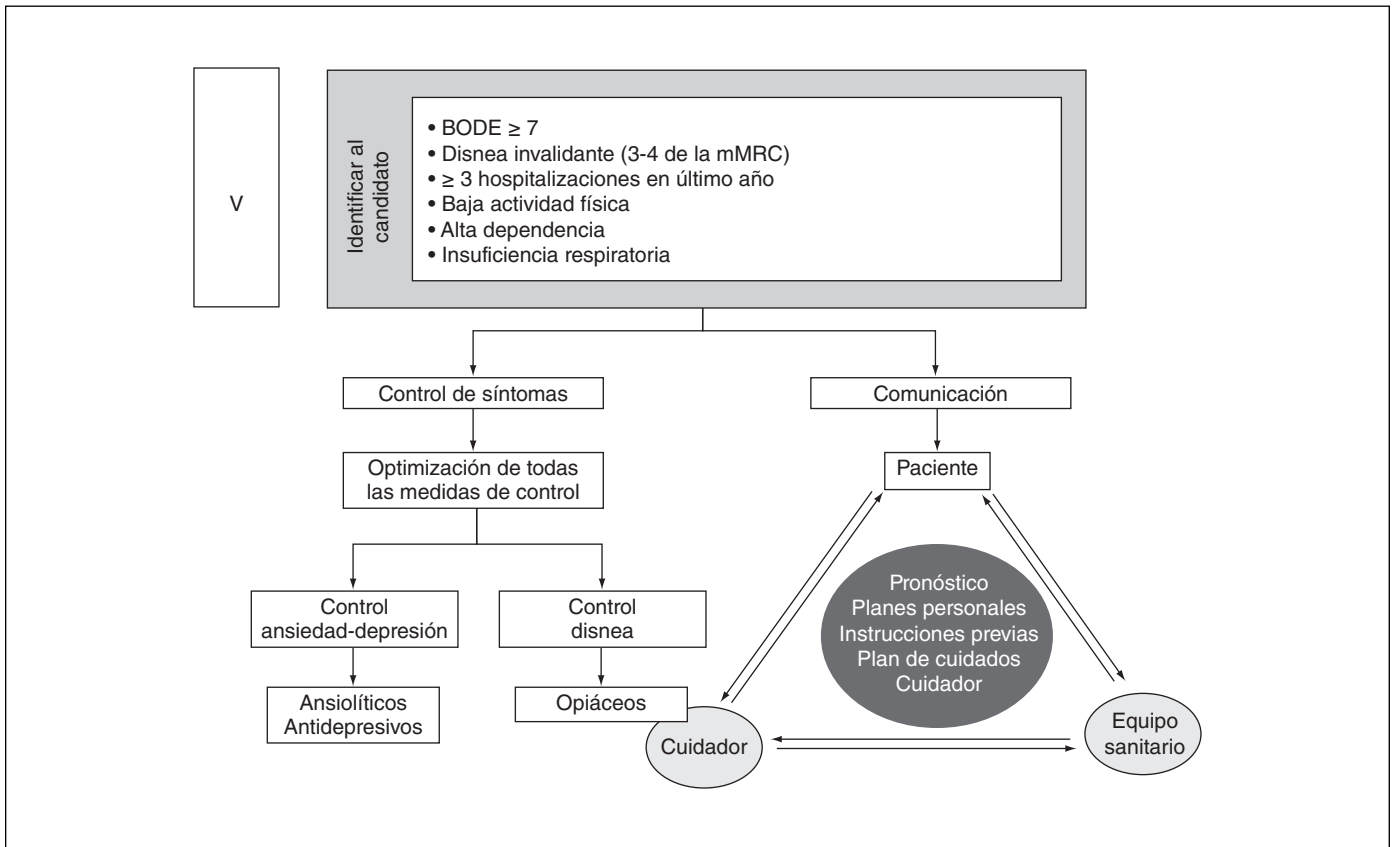 V
Identificar al
candidato
• BODE ≥ 7
• Disnea invalidante (3-4 de la mMRC)
• ≥ 3 hospitalizaciones en último año
• Baja actividad física
• Alta dependencia
• Insuficiencia respiratoria
Control de síntomas
Comunicación
Optimización de todas
las medidas de control
Paciente
Control
ansiedad-depresión
Control
disnea
Pronóstico
Planes personales
Instrucciones previas
Plan de cuidados
Cuidador
Ansiolíticos
Antidepresivos
Opiáceos
Cuidador
Equipo
sanitario